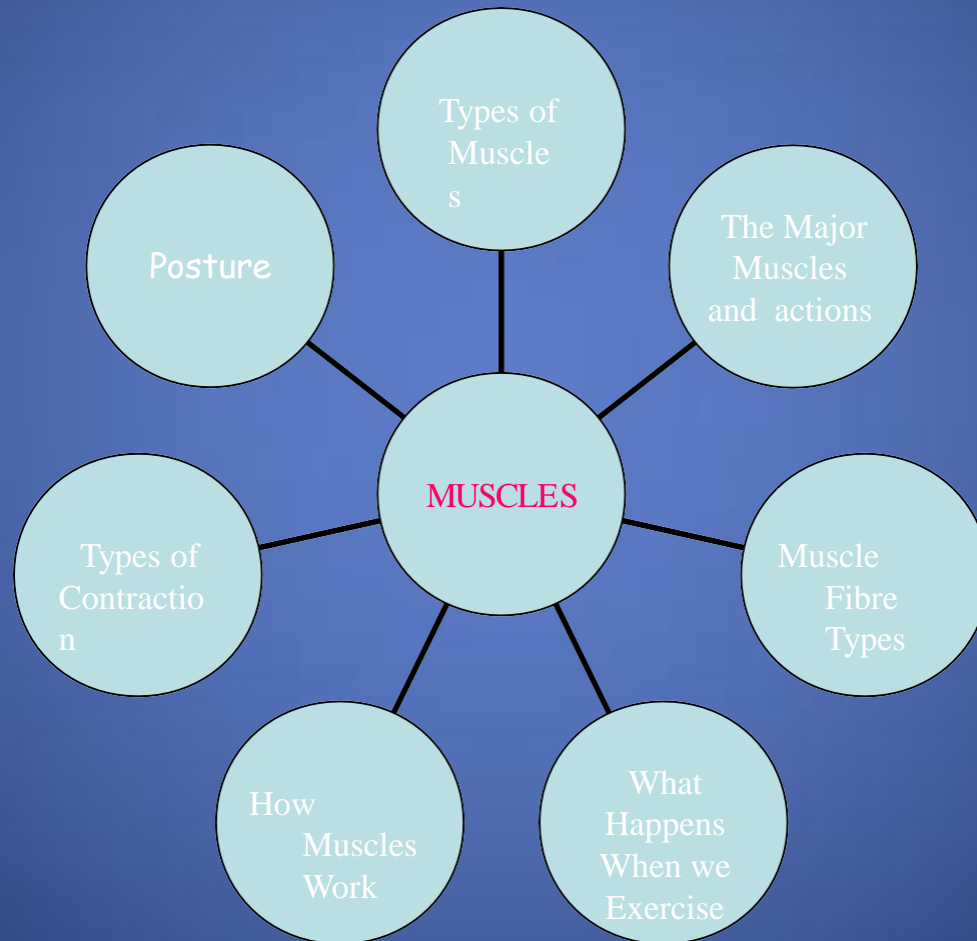 Types of
Muscle
s
The Major
Muscles
and actions
Posture
MUSCLES
Types of
Contractio
n
Muscle
Fibre
Types
How
Muscles
Work
What
Happens
When we
Exercise